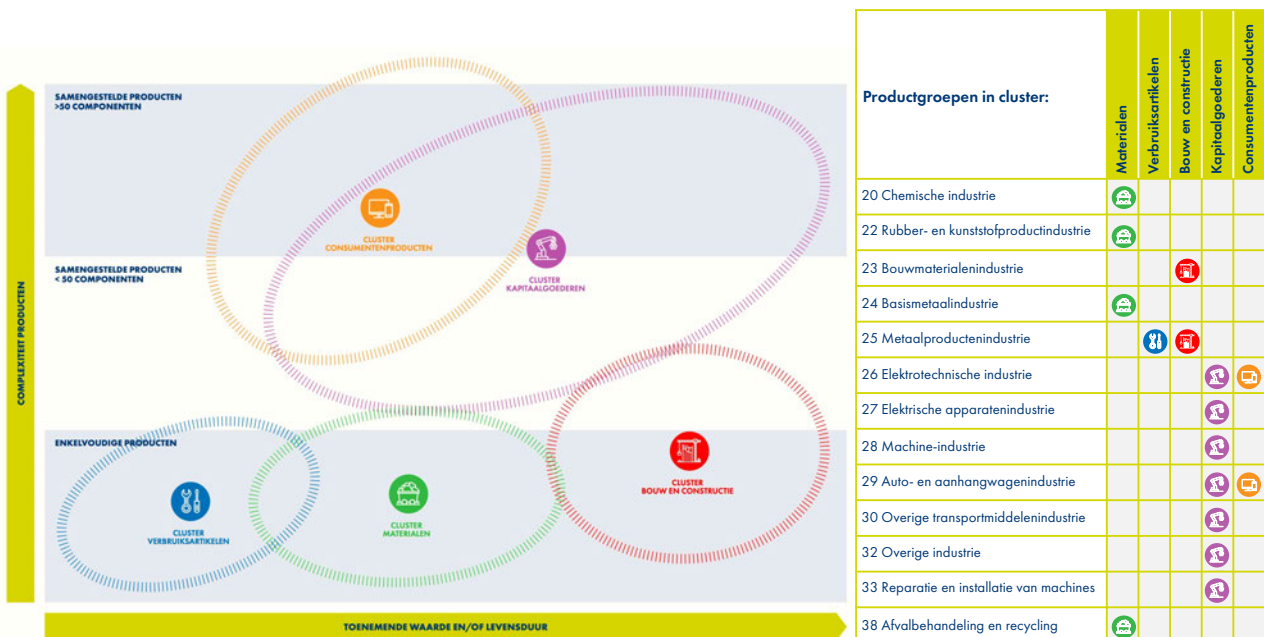 SAMENGESTELDE PRODUCTEN
>50 COMPONENTEN
CLUSTER
CONSUMENTENPRODUCTEN
CLUSTER
KAPITAALGOEDEREN
SAMENGESTELDE PRODUCTEN
< 50 COMPONENTEN
COMPLEXITEIT PRODUCTEN
ENKELVOUDIGE PRODUCTEN
CLUSTER
BOUW EN CONSTRUCTIE
CLUSTER
VERBRUIKSARTIKELEN
CLUSTER
MATERIALEN
TOENEMENDE WAARDE EN/OF LEVENSDUUR
Productgroepen in cluster:
Materialen
Verbruiksartikelen
Bouw en constructie
Kapitaalgoederen
Consumentenproducten
20 Chemische industrie
22 Rubber- en kunststofproductindustrie
23 Bouwmaterialenindustrie
24 Basismetaalindustrie
25 Metaalproductenindustrie
26 Elektrotechnische industrie
27 Elektrische apparatenindustrie
28 Machine-industrie
29 Auto- en aanhangwagenindustrie
30 Overige transportmiddelenindustrie
32 Overige industrie
33 Reparatie en installatie van machines
38 Afvalbehandeling en recycling